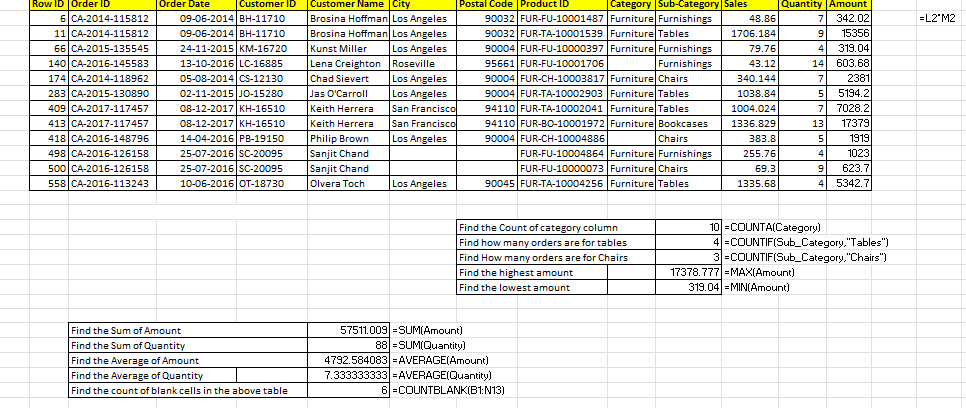 Row ID Order ID Order Date Customer ID Customer Name City Postal Code Product ID Category Sub-Category Sales Quantity Amount
6 CA-2014-115812 09-06-2014 BH-11710 Brosina Hoffman Los Angeles 90032 FUR-FU-10001487 Furniture Furnishings 48.86 7 342.02 =L2*M2
11 CA-2014-115812 09-06-2014 BH-11710 Brosina Hoffman Los Angeles 90032 FUR-TA-10001539 Furniture Tables 1706.184 9 15356
66 CA-2015-135545 24-11-2015 KM-16720 Kunst Miller Los Angeles 90004 FUR-FU-10000397 Furniture Furnishings 79.76 4 319.04
140 CA-2016-145583 13-10-2016 LC-16885 Lena Creighton Roseville 95661 FUR-FU-10001706 Furnishings 43.12 14 603.68
174 CA-2014-118962 05-08-2014 CS-12130 Chad Sievert Los Angeles 90004 FUR-CH-10003817 Furniture Chairs 340.144 7 2381
283 CA-2015-130890 02-11-2015 JO-15280 Jas O'Carroll Los Angeles 90004 FUR-TA-10002903 Furniture Tables 1038.84 5 5194.2
409 CA-2017-117457 08-12-2017 KH-16510 Keith Herrera San Francisco 94110 FUR-TA-10002041 Furniture Tables 1004.024 7 7028.2
413 CA-2017-117457 08-12-2017 KH-16510 Keith Herrera San Francisco 94110 FUR-BO-10001972 Furniture Bookcases 1336.829 13 17379
418 CA-2016-148796 14-04-2016 PB-19150 Philip Brown Los Angeles 90004 FUR-CH-10004886 Chairs 383.8 5 1919
498 CA-2016-126158 25-07-2016 SC-20095 Sanjit Chand FUR-FU-10004864 Furniture Furnishings 255.76 4 1023
500 CA-2016-126158 25-07-2016 SC-20095 Sanjit Chand FUR-FU-10000073 Furniture Chairs 69.3 9 623.7
558 CA-2016-113243 10-06-2016 OT-18730 Olvera Toch Los Angeles 90045 FUR-TA-10004256 Furniture Tables 1335.68 4 5342.7
Find the Count of category column 10 =COUNTA(Category)
Find how many orders are for tables 4 =COUNTIF(Sub_Category,"Tables")
Find How many orders are for Chairs 3 =COUNTIF(Sub_Category,"Chairs")
Find the highest amount 17378.777 =MAX(Amount)
Find the lowest amount 319.04 =MIN(Amount)
Find the Sum of Amount 57511.009 =SUM(Amount)
Find the Sum of Quantity 88 =SUM(Quantity)
Find the Average of Amount 4792.584083 =AVERAGE(Amount)
Find the Average of Quantity 7.333333333 =AVERAGE(Quantity)
Find the count of blank cells in the above table 6 =COUNTBLANK(B1:N13)